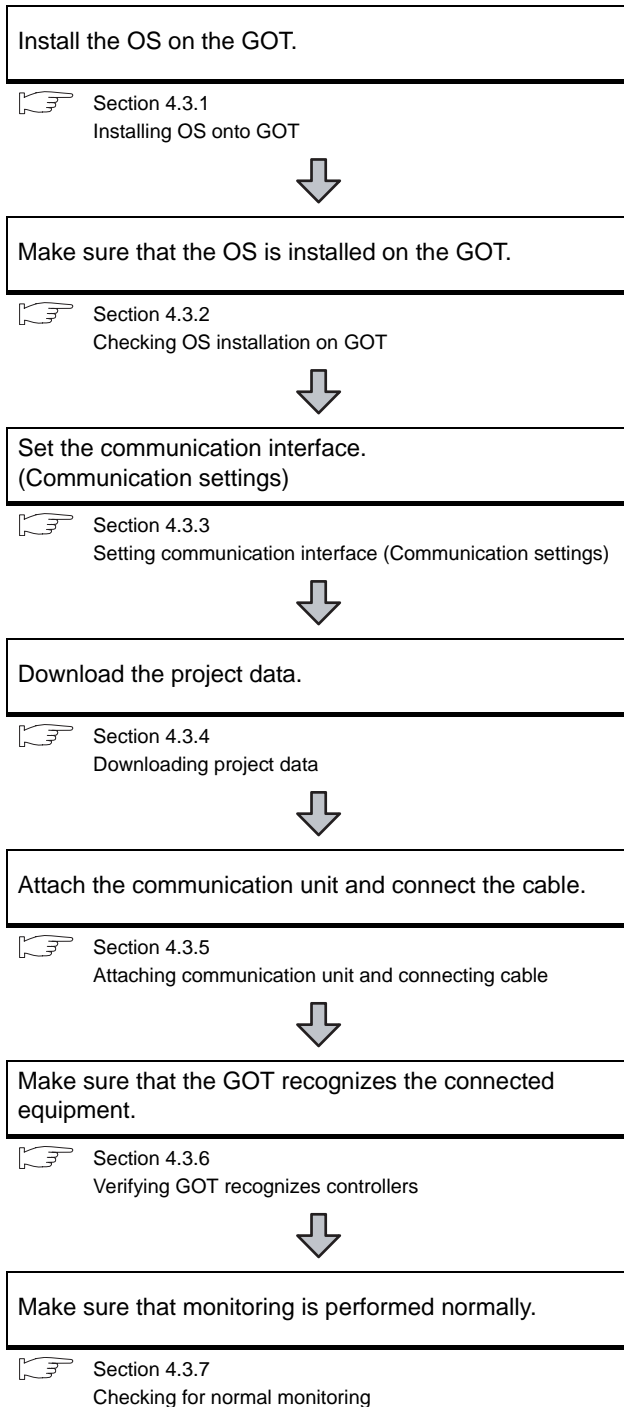 Install the OS on the GOT.
Section 4.3.1
Installing OS onto GOT
Make sure that the OS is installed on the GOT.
Section 4.3.2
Checking OS installation on GOT
Set the communication interface.
(Communication settings)
Section 4.3.3
Setting communication interface (Communication settings)
Download the project data.
Section 4.3.4
Downloading project data
Attach the communication unit and connect the cable.
Section 4.3.5
Attaching communication unit and connecting cable
Make sure that the GOT recognizes the connected
equipment.
Section 4.3.6
Verifying GOT recognizes controllers
Make sure that monitoring is performed normally.
Section 4.3.7
Checking for normal monitoring